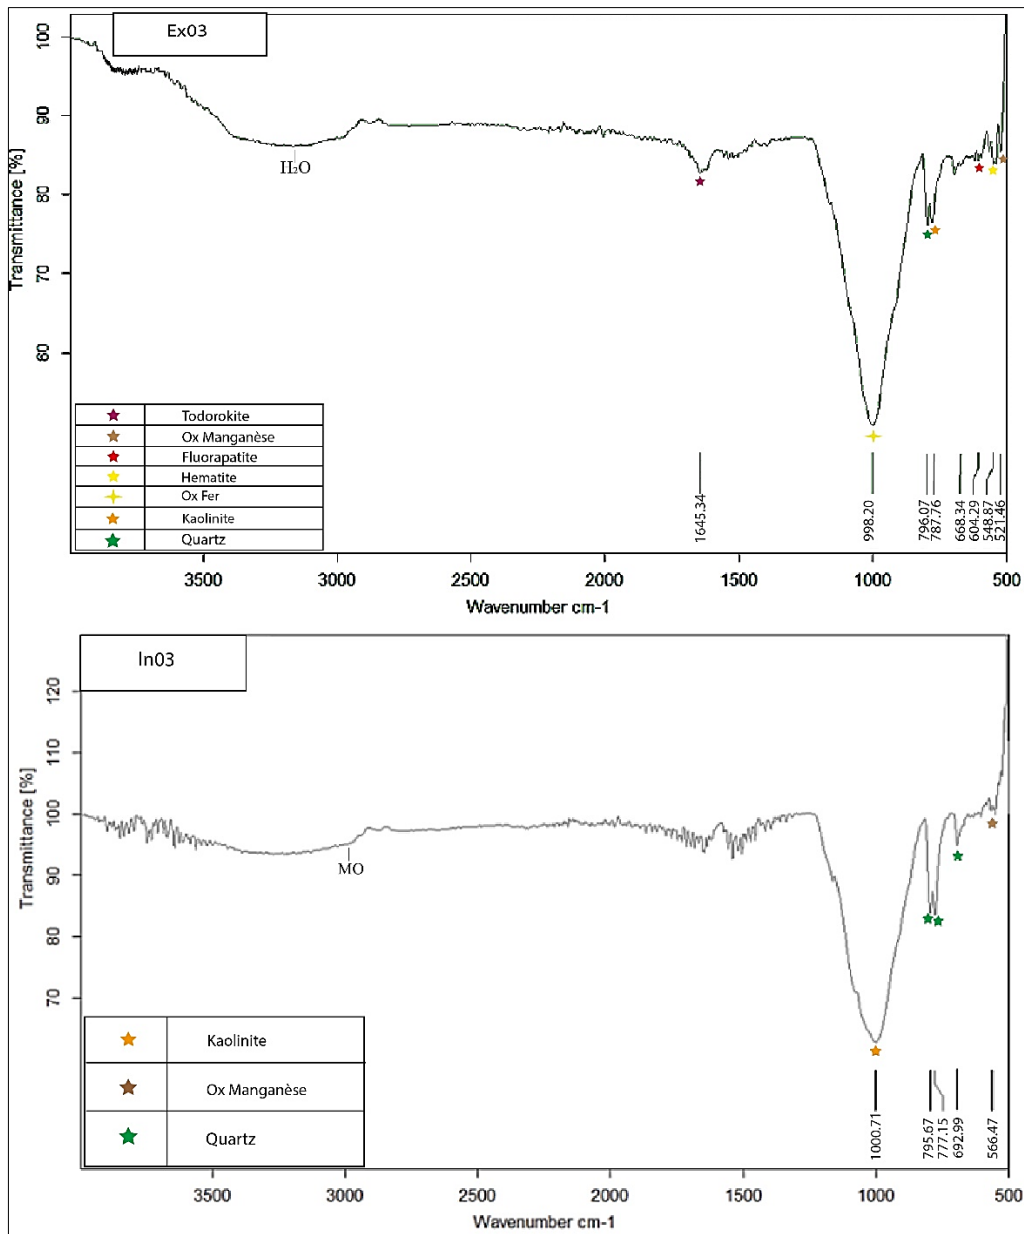 Ex03
Transmittance [%]
100
90
80
70
60
H₂O
Todorokite
Ox Manganèse
Fluorapatite
Hematite
Ox Fer
Kaolinite
Quartz
1645.34
998.20
796.07
787.76
668.34
604.29
548.87
521.46
3500 3000 2500 2000 1500 1000 500
Wavenumber cm-1
In03
Transmittance [%]
120
110
100
90
80
70
MO
Kaolinite
Ox Manganèse
Quartz
1000.71
795.67
777.15
692.99
566.47
3500 3000 2500 2000 1500 1000 500
Wavenumber cm-1